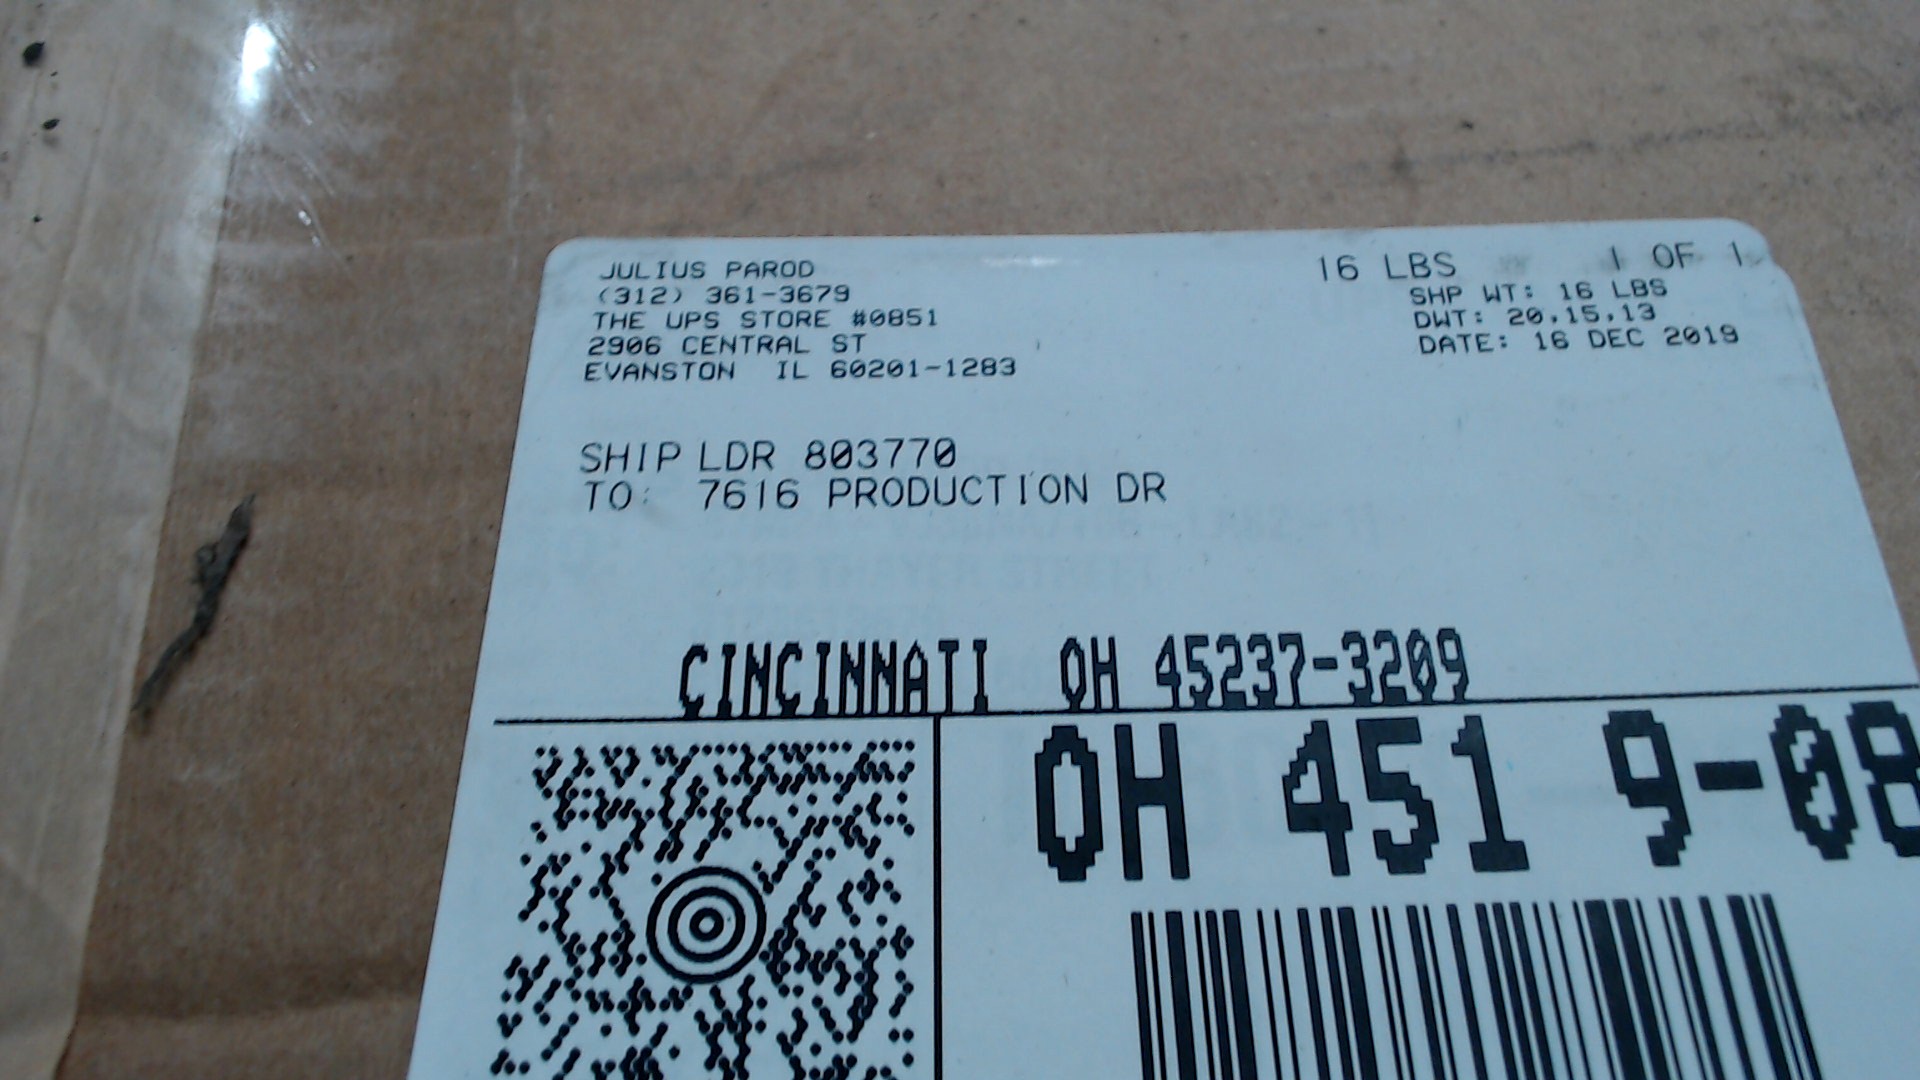 JULIUS PAROD
(312) 361-3679
THE UPS STORE #0851
2906 CENTRAL ST
EVANSTON IL 60201-1283
16 LBS 1 OF 1
SHP WT: 16 LBS
DWT: 20,15,13
DATE: 16 DEC 2019
SHIP LDR 803770
TO: 7616 PRODUCTION DR
CINCINNATI OH 45237-3209
OH 451 9-08